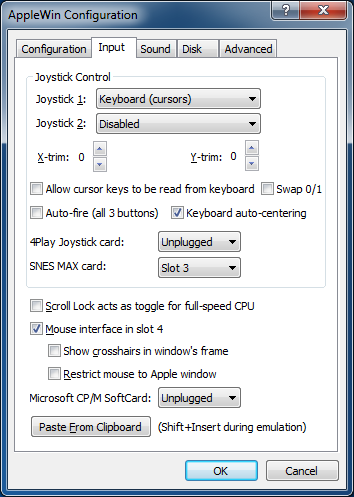 AppleWin Configuration
Configuration Input Sound Disk Advanced
Joystick Control
Joystick 1: Keyboard (cursors)
Joystick 2: Disabled
X-trim: 0 Y-trim: 0
Allow cursor keys to be read from keyboard Swap 0/1
Auto-fire (all 3 buttons) Keyboard auto-centering
4Play Joystick card: Unplugged
SNES MAX card: Slot 3
Scroll Lock acts as toggle for full-speed CPU
Mouse interface in slot 4
Show crosshairs in window's frame
Restrict mouse to Apple window
Microsoft CP/M SoftCard: Unplugged
Paste From Clipboard (Shift+Insert during emulation)
OK Cancel